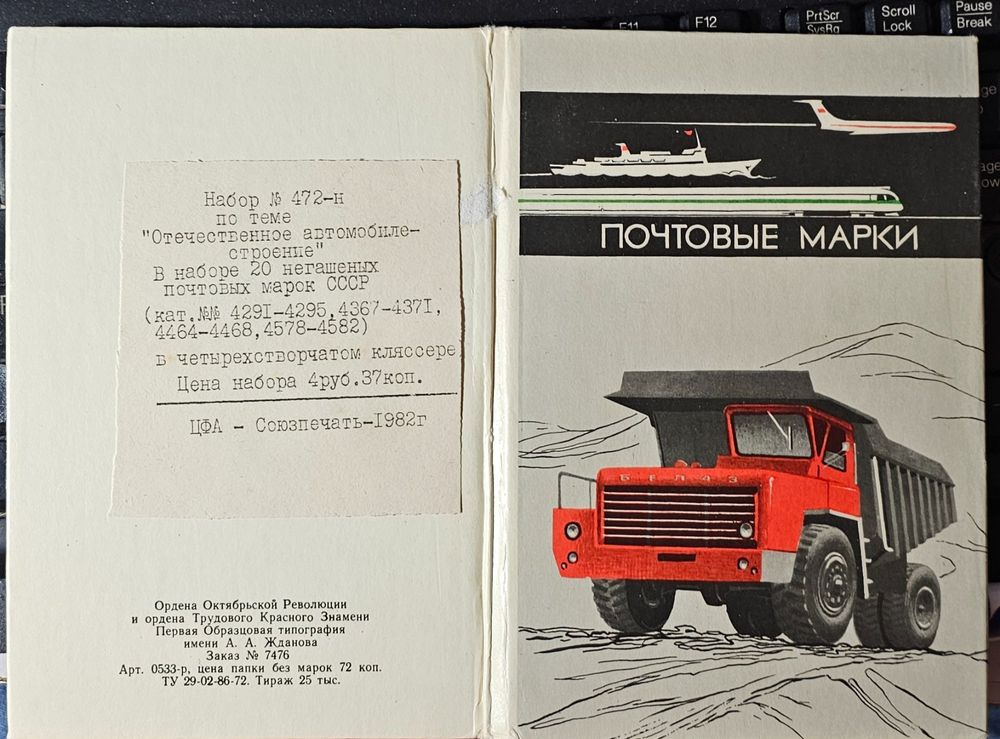 F11
F12
PrtScr
SysRq
Scroll
Lock
Pause
Break
Набор № 472-н
по теме
"Отечественное автомобиле-
строение"
В наборе 20 негашеных
почтовых марок СССР
(кат.№№ 4291-4295,4367-4371,
4464-4468,4578-4582)
в четырехстворчатом кляссере
Цена набора 4руб.37коп.
ЦФА - Союзпечать-1982г
Ордена Октябрьской Революции
и ордена Трудового Красного Знамени
Первая Образцовая типография
имени А. А. Жданова
Заказ № 7476
Арт. 0533-р, цена папки без марок 72 коп.
ТУ 29-02-86-72. Тираж 25 тыс.
ПОЧТОВЫЕ МАРКИ
БЕЛАЗ